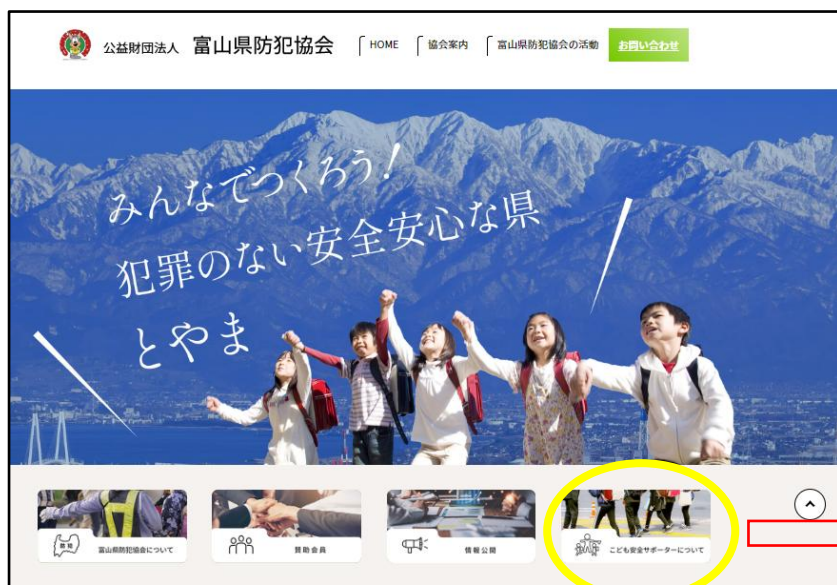 公益財団法人 富山県防犯協会
HOME
協会案内
富山県防犯協会の活動
お問い合わせ
みんなでつくろう!
犯罪のない安全安心な県
とやま
富山県防犯協会について
賛助会員
情報公開
こども安全サポーターについて